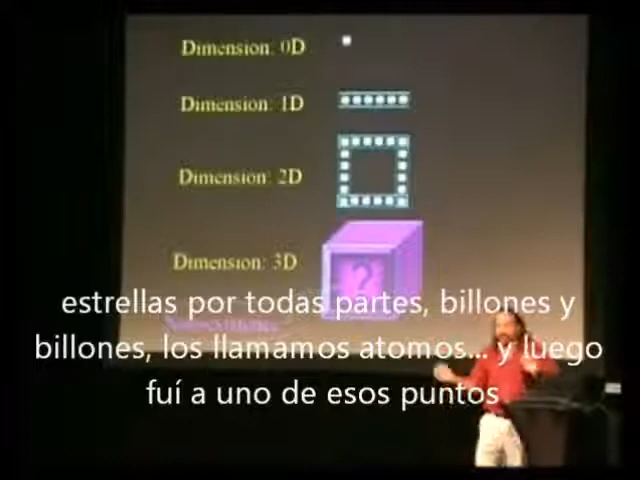 Dimension: 0D
Dimension: 1D
Dimension: 2D
Dimension: 3D
?
estrellas por todas partes, billones y
billones, los llamamos atomos... y luego
fuí a uno de esos puntos